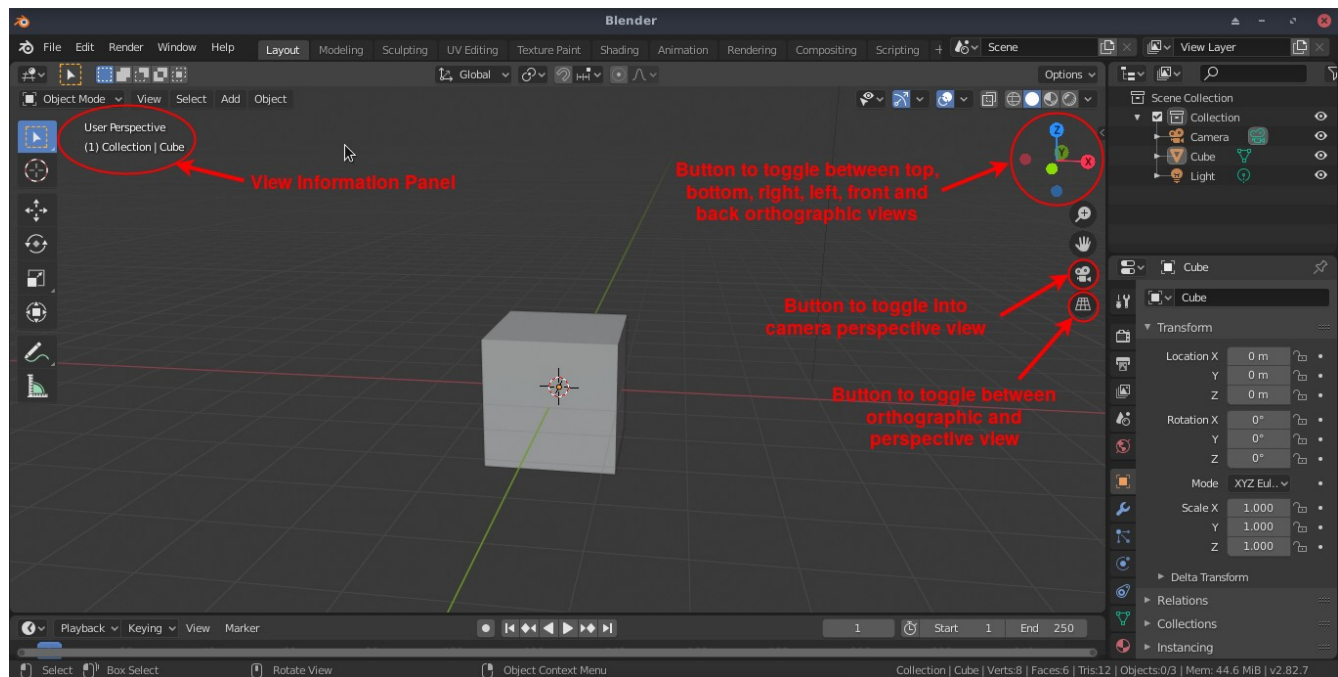 Blender
File Edit Render Window Help Layout Modeling Sculpting UV Editing Texture Paint Shading Animation Rendering Compositing Scripting + Scene View Layer
Global Options
Object Mode View Select Add Object
User Perspective
(1) Collection | Cube
View Information Panel
Z
Y
X
Button to toggle between top,
bottom, right, left, front and
back orthographic views
Button to toggle into
camera perspective view
Button to toggle between
orthographic and
perspective view
Scene Collection
Collection
Camera
Cube
Light
Cube
Cube
Transform
Location X 0 m
Y 0 m
Z 0 m
Rotation X 0°
Y 0°
Z 0°
Mode XYZ Eul..
Scale X 1.000
Y 1.000
Z 1.000
Delta Transform
Relations
Collections
Instancing
Playback Keying View Marker 1 Start 1 End 250
Select Box Select Rotate View Object Context Menu Collection | Cube | Verts:8 | Faces:6 | Tris:12 | Objects:0/3 | Mem: 44.6 MiB | v2.82.7